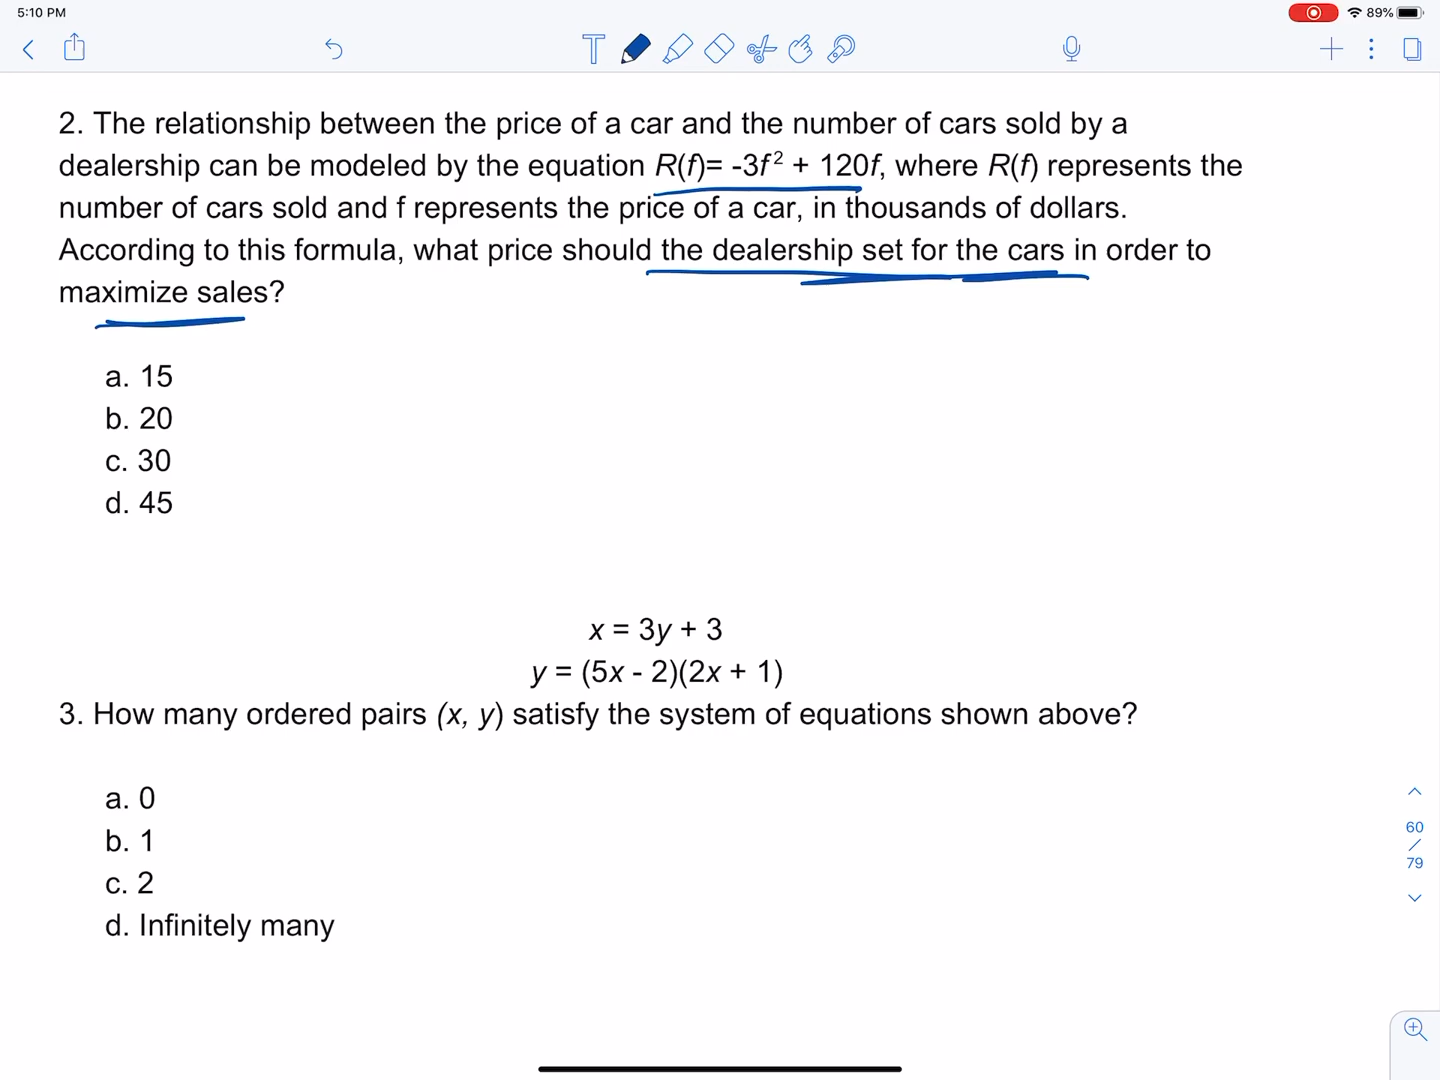 5:10 PM
89%
T
2. The relationship between the price of a car and the number of cars sold by a
dealership can be modeled by the equation R(f)= -3f² + 120f, where R(f) represents the
number of cars sold and f represents the price of a car, in thousands of dollars.
According to this formula, what price should the dealership set for the cars in order to
maximize sales?
a. 15
b. 20
c. 30
d. 45
x = 3y + 3
y = (5x - 2)(2x + 1)
3. How many ordered pairs (x, y) satisfy the system of equations shown above?
a. 0
b. 1
c. 2
d. Infinitely many
60
/
79